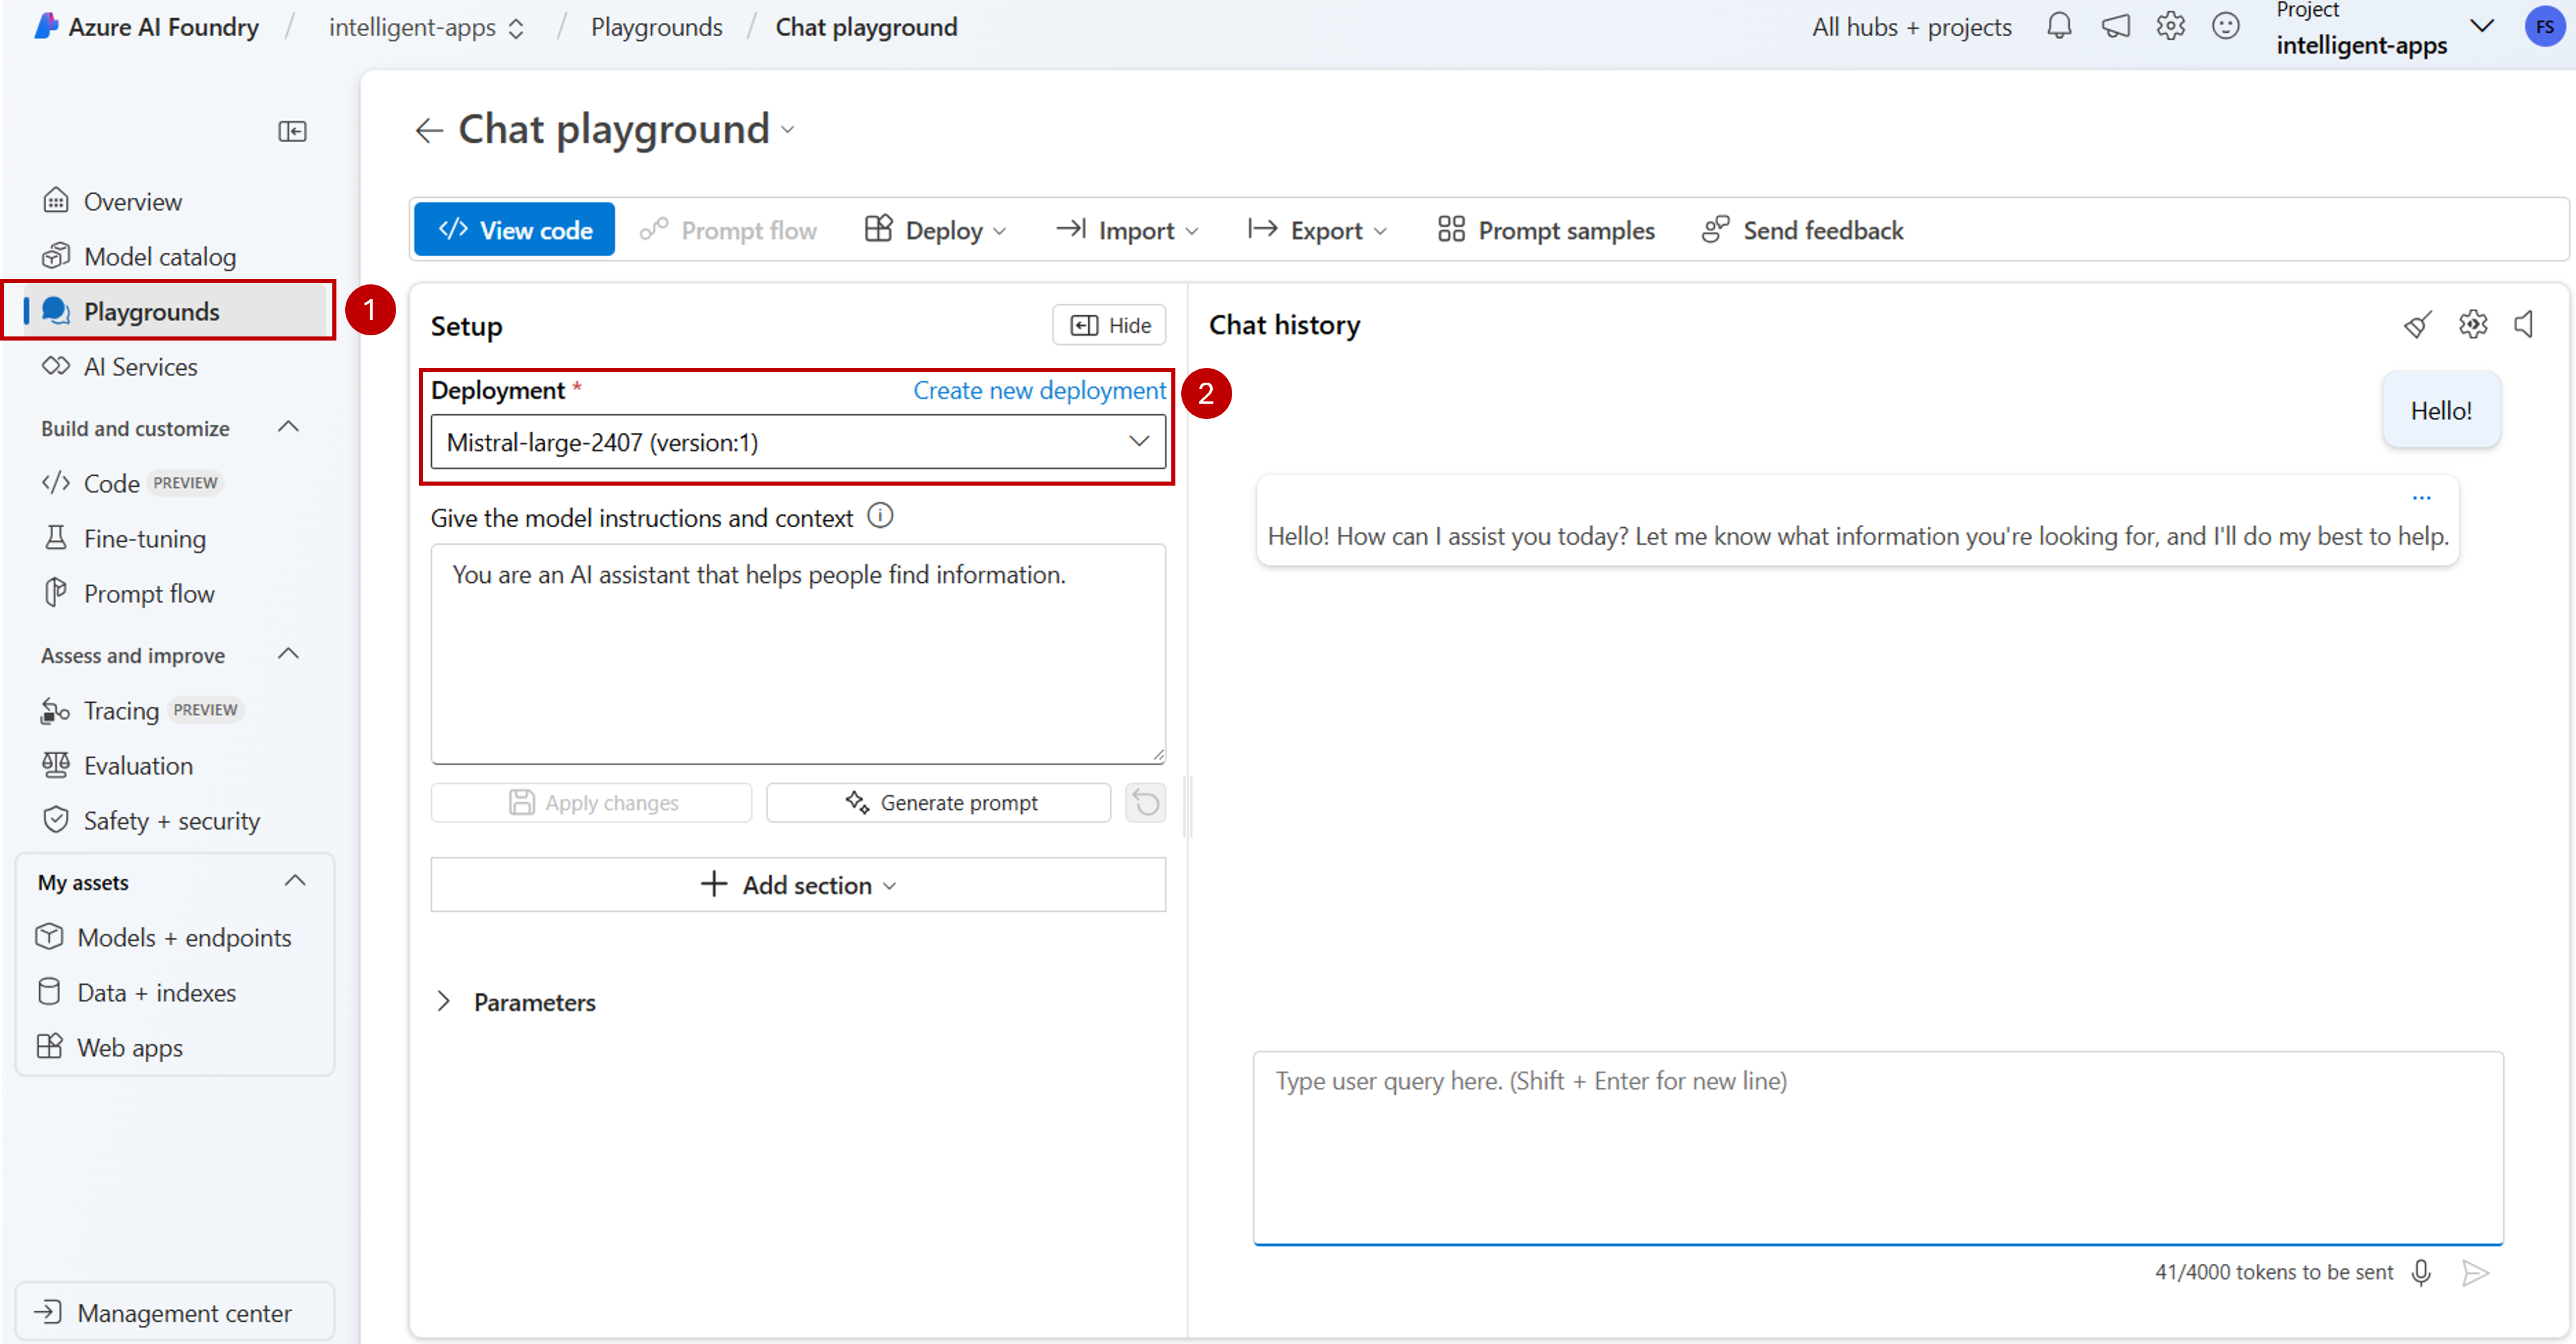 Azure AI Foundry / intelligent-apps / Playgrounds / Chat playground
All hubs + projects
Project
intelligent-apps
FS
Overview
Model catalog
Playgrounds
1
AI Services
Build and customize
Code PREVIEW
Fine-tuning
Prompt flow
Assess and improve
Tracing PREVIEW
Evaluation
Safety + security
My assets
Models + endpoints
Data + indexes
Web apps
Management center
Chat playground
View code Prompt flow Deploy Import Export Prompt samples Send feedback
Setup
Hide
Deployment * Create new deployment
2
Mistral-large-2407 (version:1)
Give the model instructions and context
You are an AI assistant that helps people find information.
Apply changes Generate prompt
Add section
Parameters
Chat history
Hello!
...
Hello! How can I assist you today? Let me know what information you're looking for, and I'll do my best to help.
Type user query here. (Shift + Enter for new line)
41/4000 tokens to be sent